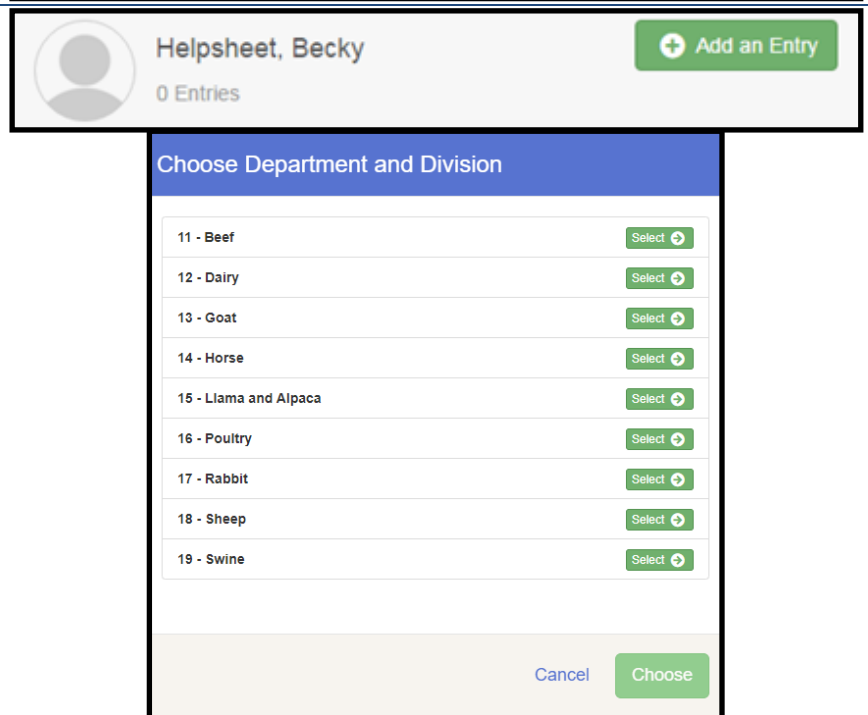 Helpsheet, Becky
Add an Entry
0 Entries
Choose Department and Division
11 - Beef Select
12 - Dairy Select
13 - Goat Select
14 - Horse Select
15 - Llama and Alpaca Select
16 - Poultry Select
17 - Rabbit Select
18 - Sheep Select
19 - Swine Select
Cancel Choose